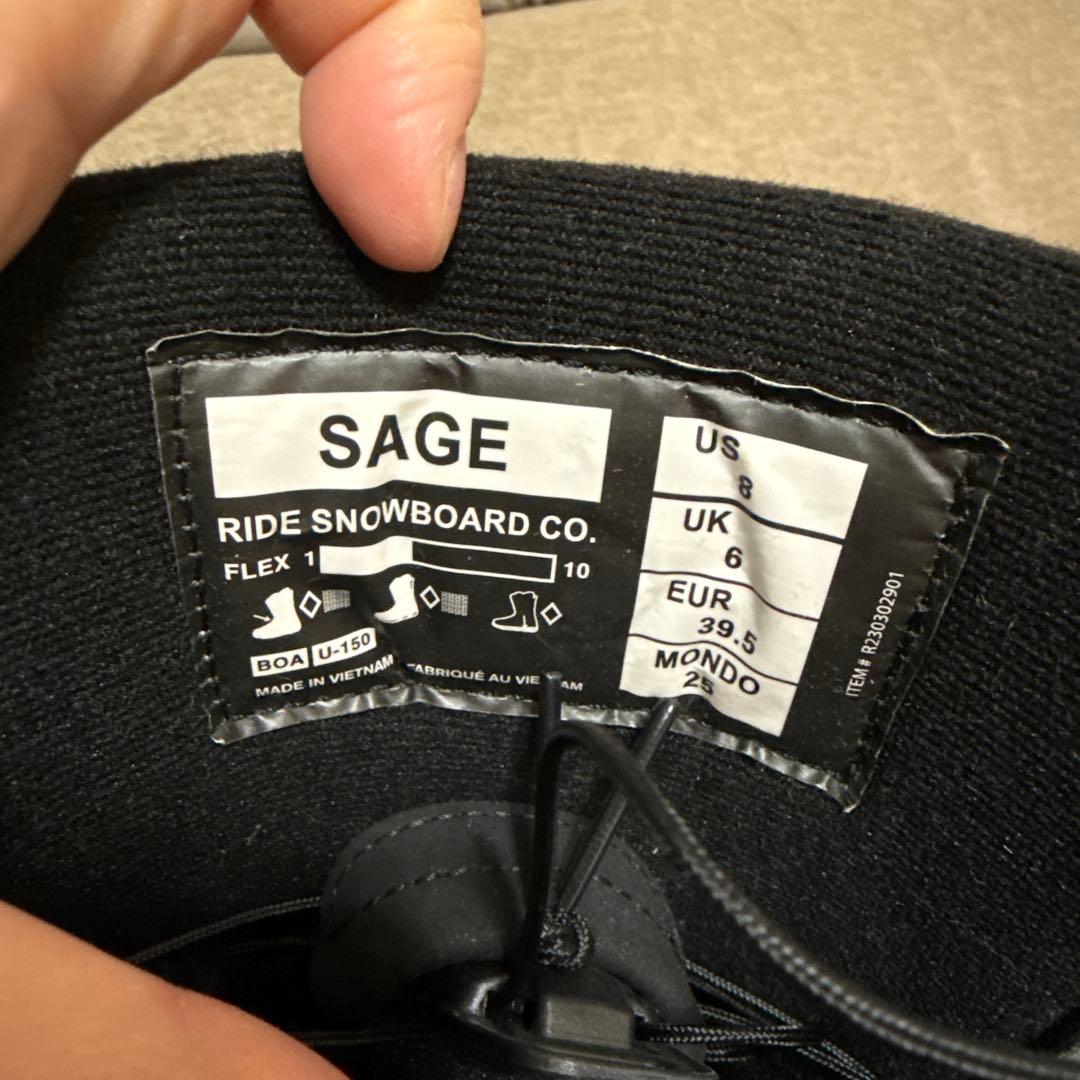 SAGE
RIDE SNOWBOARD CO.
FLEX 1 10
BOA U-150
MADE IN VIETNAM FABRIQUÉ AU VIETNAM
US
8
UK
6
EUR
39.5
MONDO
25
ITEM# R230302901